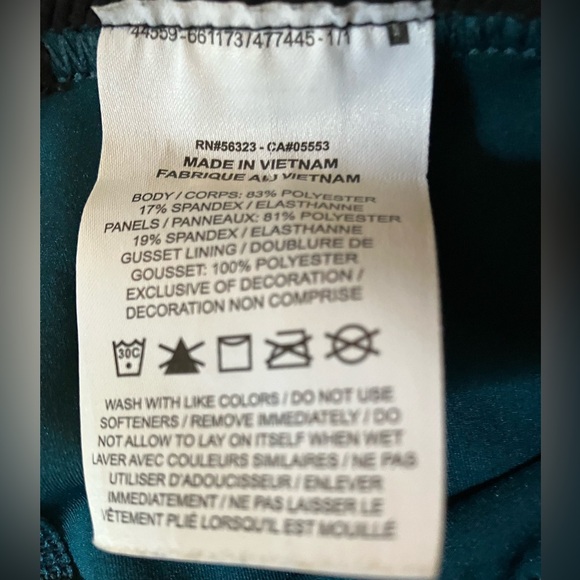 44559-661173/477445-1/1
RN#56323 - CA#05553
MADE IN VIETNAM
FABRIQUE AU VIETNAM
BODY / CORPS: 83% POLYESTER
17% SPANDEX / ELASTHANNE
PANELS / PANNEAUX: 81% POLYESTER
19% SPANDEX / ELASTHANNE
GUSSET LINING / DOUBLURE DE
GOUSSET: 100% POLYESTER
EXCLUSIVE OF DECORATION /
DECORATION NON COMPRISE
30C
WASH WITH LIKE COLORS / DO NOT USE
SOFTENERS / REMOVE IMMEDIATELY / DO
NOT ALLOW TO LAY ON ITSELF WHEN WET
LAVER AVEC COULEURS SIMILAIRES / NE PAS
UTILISER D'ADOUCISSEUR / ENLEVER
IMMEDIATEMENT / NE PAS LAISSER LE
VÊTEMENT PLIÉ LORSQU'IL EST MOUILLÉ